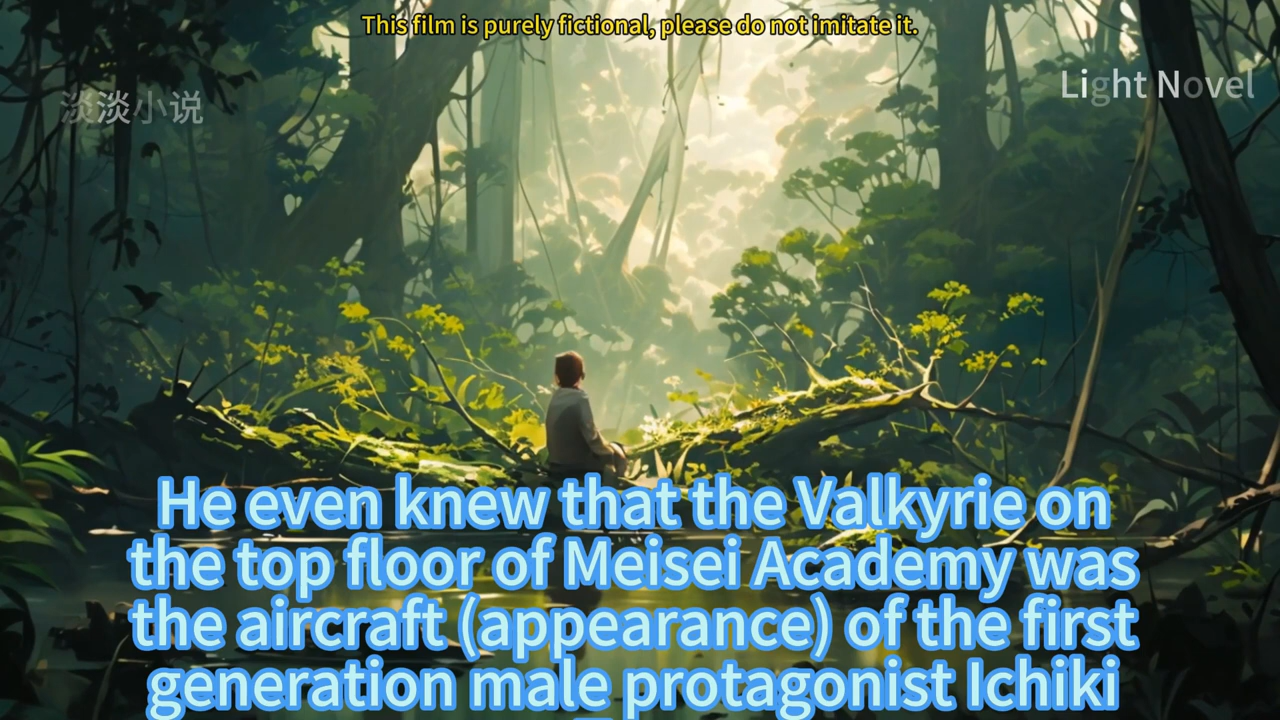 This film is purely fictional, please do not imitate it.
淡淡小说
Light Novel
He even knew that the Valkyrie on
the top floor of Meisei Academy was
the aircraft (appearance) of the first
generation male protagonist Ichiki